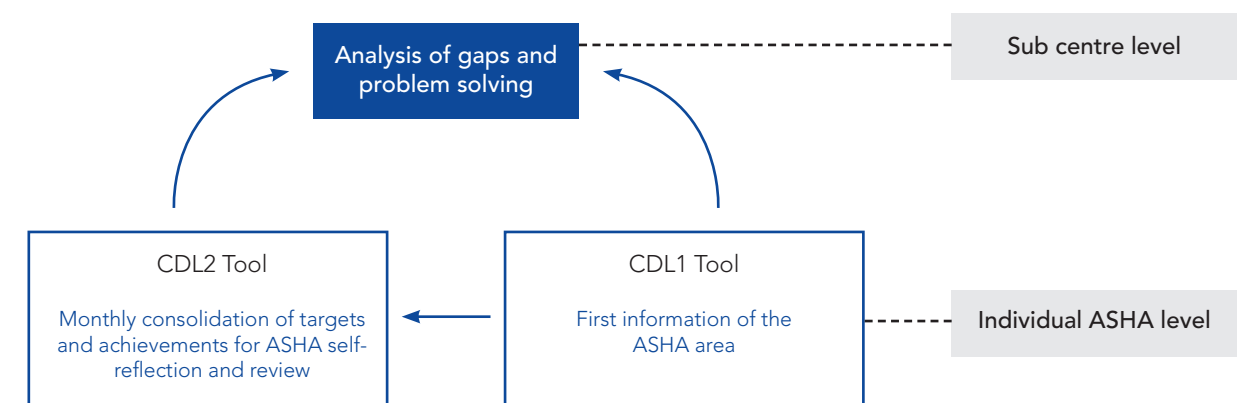 Analysis of gaps and
problem solving
Sub centre level
CDL2 Tool
Monthly consolidation of targets
and achievements for ASHA self-
reflection and review
CDL1 Tool
First information of the
ASHA area
Individual ASHA level